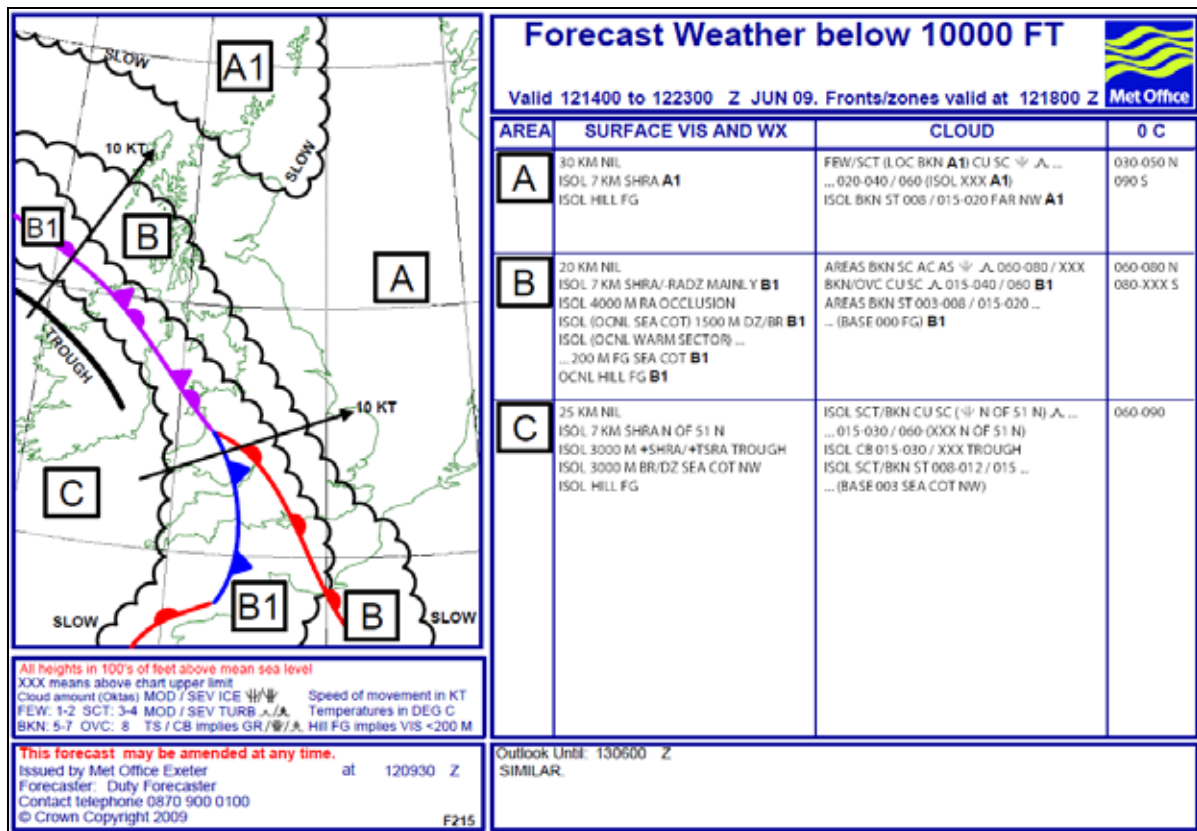 Forecast Weather below 10000 FT
Valid 121400 to 122300 Z JUN 09. Fronts/zones valid at 121800 Z
Met Office
SLOW
A1
10 KT
SLOW
B1
B
A
TROUGH
10 KT
C
B1
B
SLOW
SLOW
AREA SURFACE VIS AND WX CLOUD 0 C
A
30 KM NIL
ISOL 7 KM SHRA A1
ISOL HILL FG
FEW/SCT (LOC BKN A1) CU SC ...
... 020-040 / 060 (ISOL XXX A1)
ISOL BKN ST 008 / 015-020 FAR NW A1
030-050 N
090 S
B
20 KM NIL
ISOL 7 KM SHRA/-RADZ MAINLY B1
ISOL 4000 M RA OCCLUSION
ISOL (OCNL SEA COT) 1500 M DZ/BR B1
ISOL (OCNL WARM SECTOR) ...
... 200 M FG SEA COT B1
OCNL HILL FG B1
AREAS BKN SC AC AS 060-080 / XXX
BKN/OVC CU SC 015-040 / 060 B1
AREAS BKN ST 003-008 / 015-020 ...
... (BASE 000 FG) B1
060-080 N
080-XXX S
C
25 KM NIL
ISOL 7 KM SHRA N OF 51 N
ISOL 3000 M +SHRA/+TSRA TROUGH
ISOL 3000 M BR/DZ SEA COT NW
ISOL HILL FG
ISOL SCT/BKN CU SC ( N OF 51 N) ...
... 015-030 / 060 (XXX N OF 51 N)
ISOL CB 015-030 / XXX TROUGH
ISOL SCT/BKN ST 008-012 / 015 ...
... (BASE 003 SEA COT NW)
060-090
All heights in 100's of feet above mean sea level
XXX means above chart upper limit
Cloud amount (Oktas) MOD / SEV ICE / Speed of movement in KT
FEW: 1-2 SCT: 3-4 MOD / SEV TURB / Temperatures in DEG C
BKN: 5-7 OVC: 8 TS / CB implies GR/ / Hill FG implies VIS <200 M
This forecast may be amended at any time.
Issued by Met Office Exeter at 120930 Z
Forecaster: Duty Forecaster
Contact telephone 0870 900 0100
© Crown Copyright 2009
F215
Outlook Until: 130600 Z
SIMILAR.